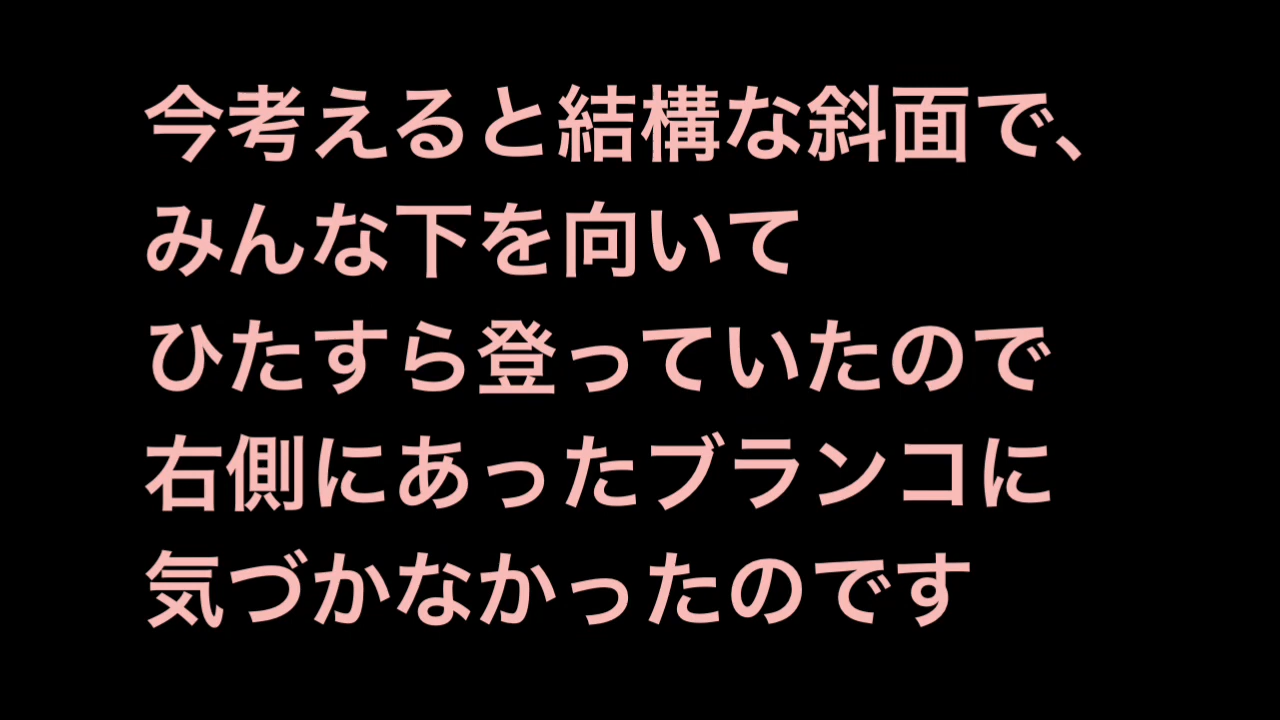 今考えると結構な斜面で、
みんな下を向いて
ひたすら登っていたので
右側にあったブランコに
気づかなかったのです